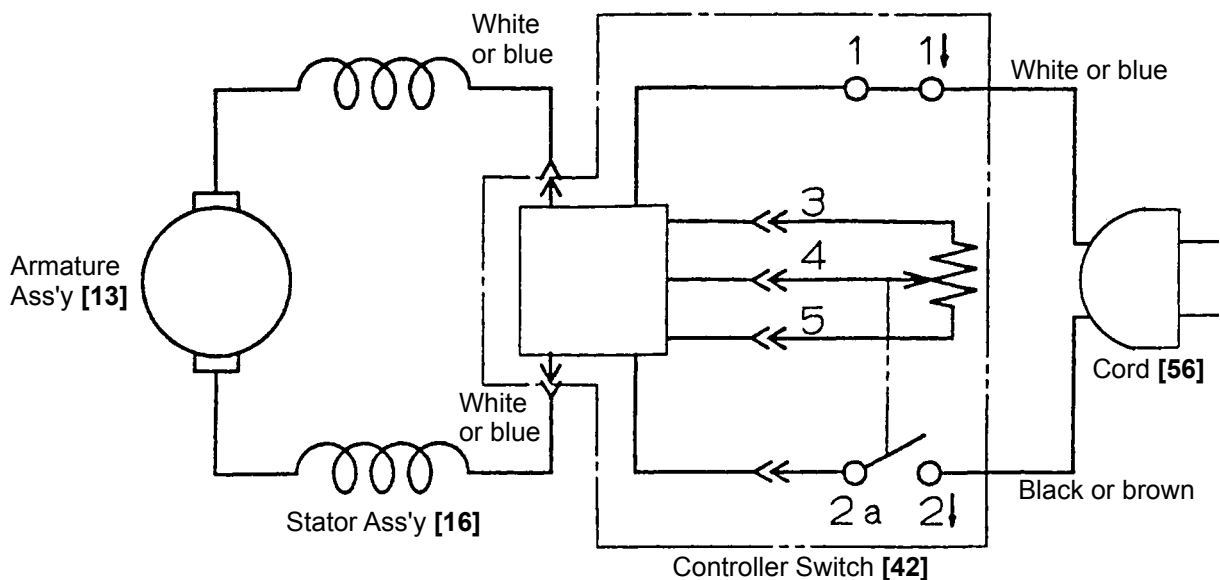 White
or blue
1
1↓
White or blue
3
4
5
Armature
Ass'y [13]
Cord [56]
White
or blue
2a
2↓
Black or brown
Stator Ass'y [16]
Controller Switch [42]